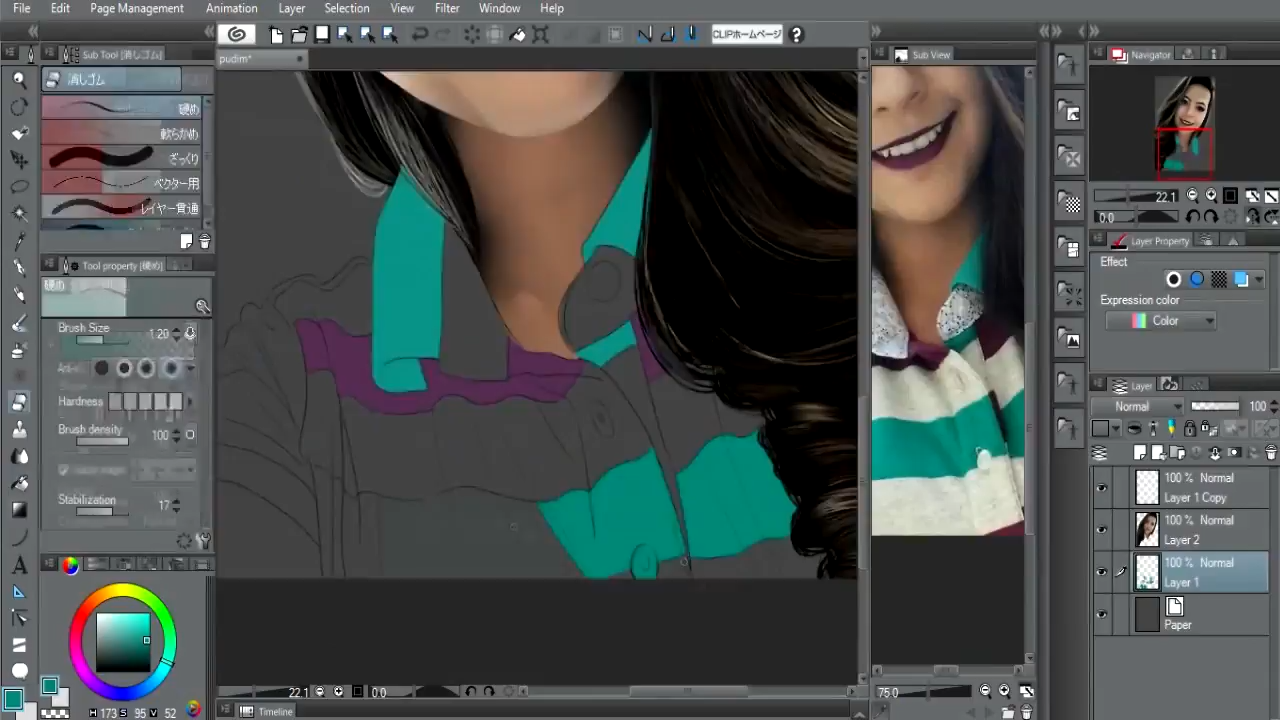 File Edit Page Management Animation Layer Selection View Filter Window Help
CLIPホームページ
Sub Tool [消しゴム]
pudim*
Sub View
Navigator
消しゴム
硬め
軟らかめ
ざっくり
ベクター用
レイヤー貫通
22.1
0.0
Layer Property
Effect
Expression color
Color
Tool property [硬め]
硬め
Brush Size 120
Hardness
Brush density 100
Stabilization 17
Layer
Normal 100
100 % Normal
Layer 1 Copy
100 % Normal
Layer 2
100 % Normal
Layer 1
Paper
22.1 0.0
75.0
H 173 S 95 V 52
Timeline